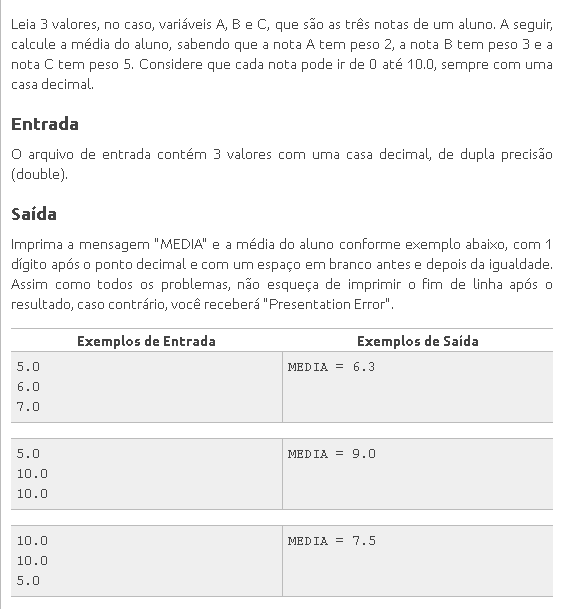 Leia 3 valores, no caso, variáveis A, B e C, que são as três notas de um aluno. A seguir,
calcule a média do aluno, sabendo que a nota A tem peso 2, a nota B tem peso 3 e a
nota C tem peso 5. Considere que cada nota pode ir de 0 até 10.0, sempre com uma
casa decimal.
Entrada
O arquivo de entrada contém 3 valores com uma casa decimal, de dupla precisão
(double).
Saída
Imprima a mensagem "MEDIA" e a média do aluno conforme exemplo abaixo, com 1
dígito após o ponto decimal e com um espaço em branco antes e depois da igualdade.
Assim como todos os problemas, não esqueça de imprimir o fim de linha após o
resultado, caso contrário, você receberá "Presentation Error".
Exemplos de Entrada Exemplos de Saída
5.0 MEDIA = 6.3
6.0
7.0
5.0 MEDIA = 9.0
10.0
10.0
10.0 MEDIA = 7.5
10.0
5.0